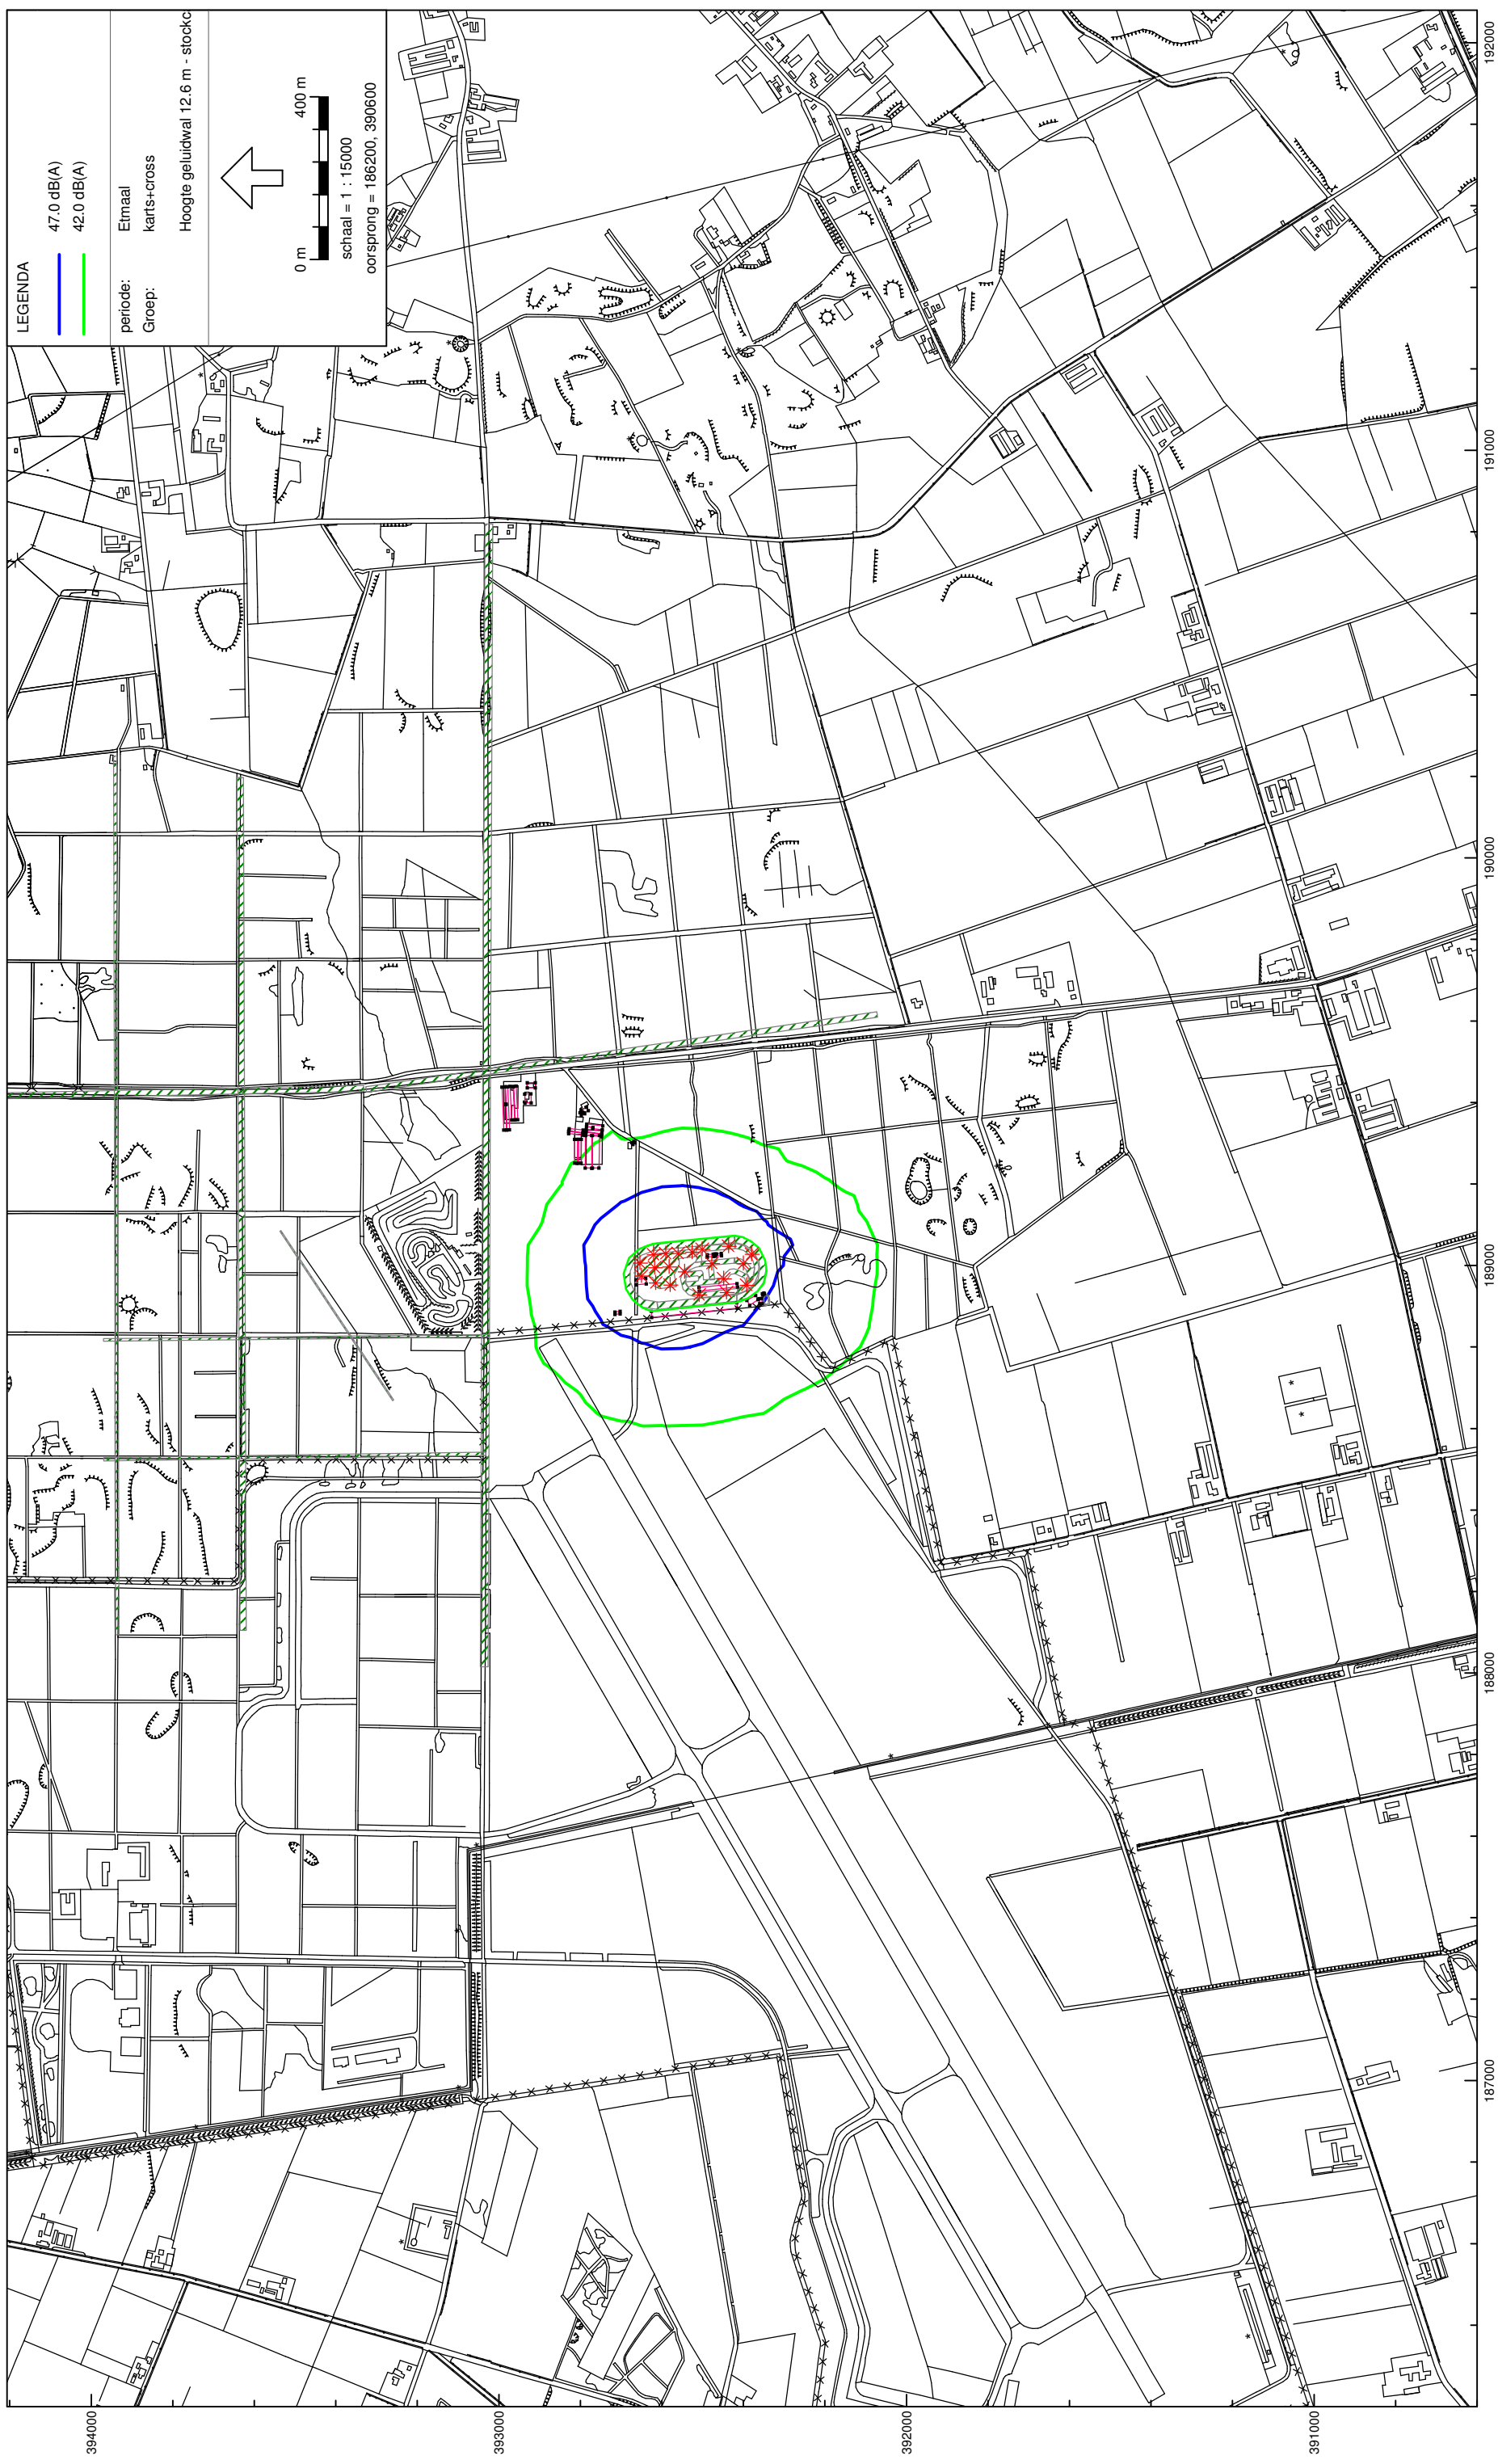 LEGENDA
47.0 dB(A)
42.0 dB(A)
periode: Etmaal
Groep: karts+cross
Hoogte geluidwal 12.6 m - stockc
0 m 400 m
schaal = 1 : 15000
oorsprong = 186200, 390600
394000
393000
392000
391000
187000
188000
189000
190000
191000
192000